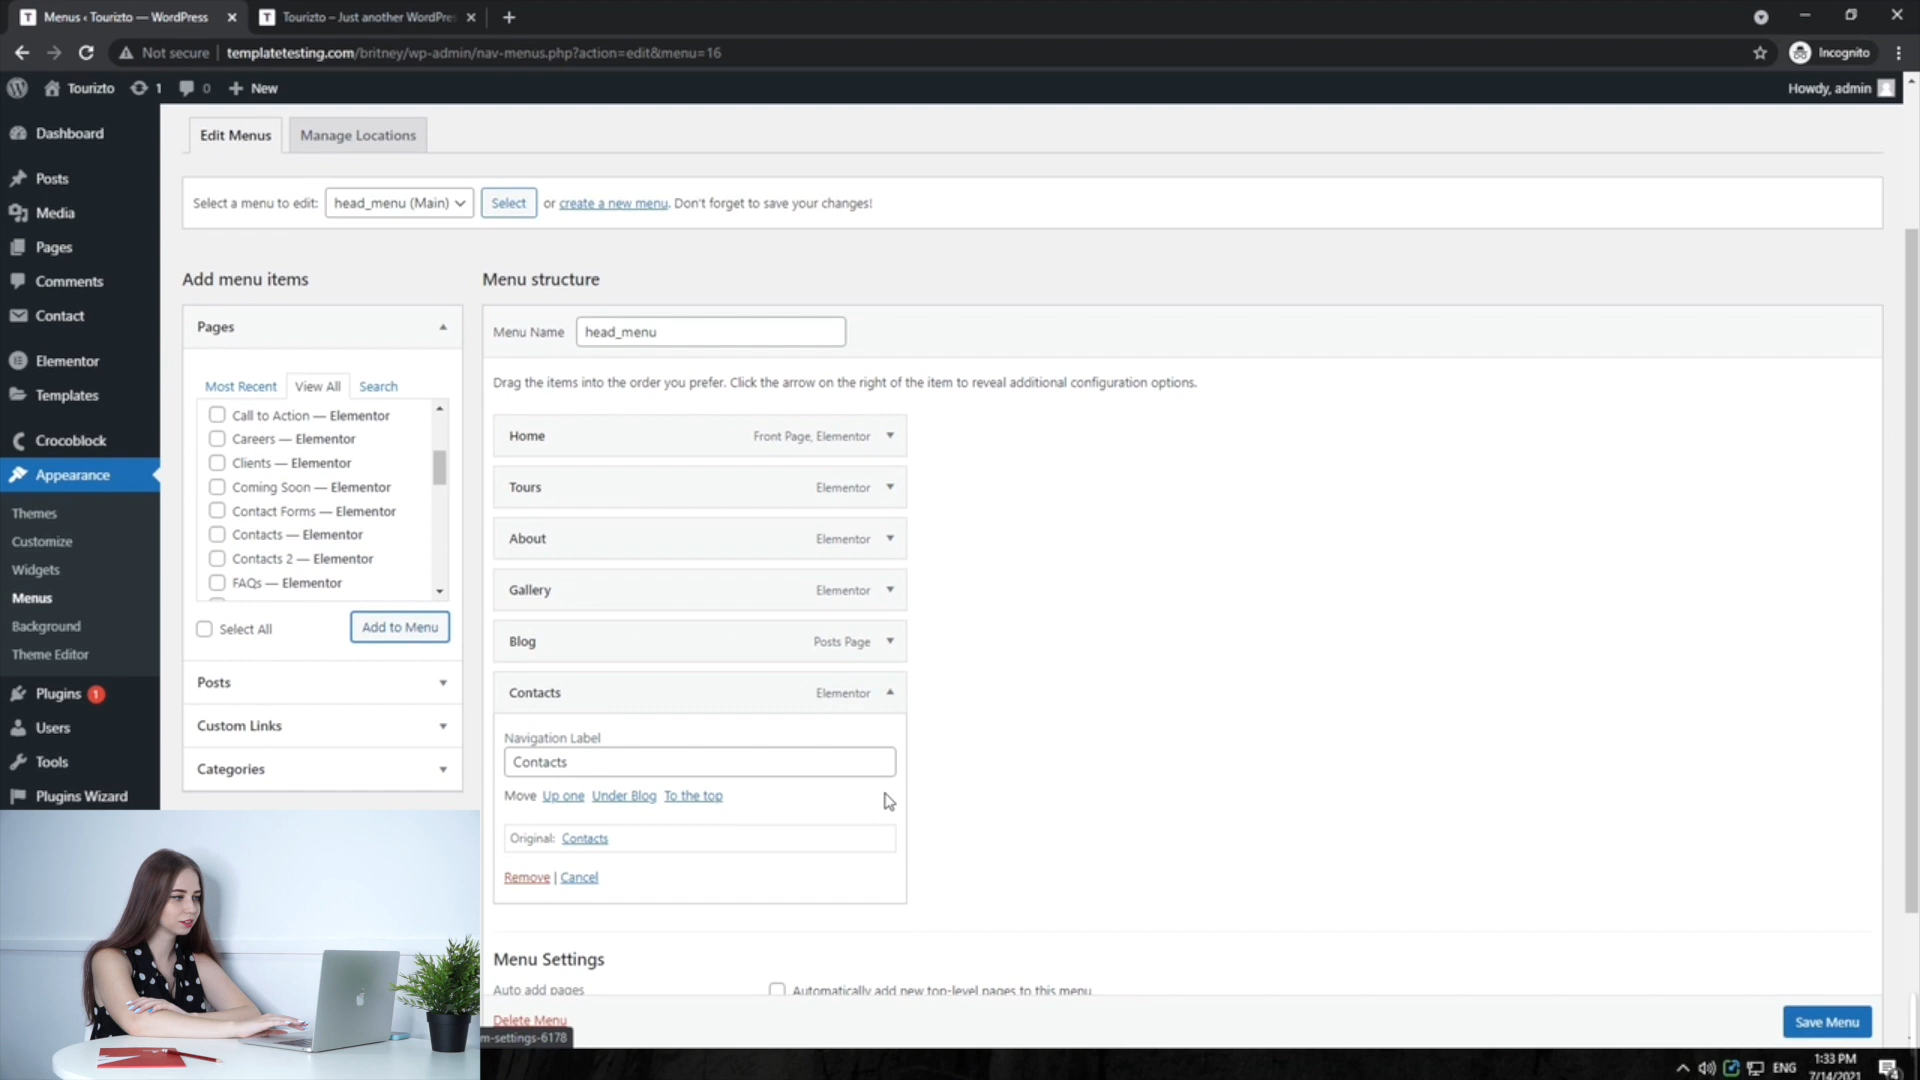 Menus ‹ Tourizto — WordPress
Tourizto – Just another WordPres
Not secure
templatetesting.com/britney/wp-admin/nav-menus.php?action=edit&menu=16
Incognito
Tourizto
1
0
New
Howdy, admin
Dashboard
Posts
Media
Pages
Comments
Contact
Elementor
Templates
Crocoblock
Appearance
Themes
Customize
Widgets
Menus
Background
Theme Editor
Plugins 1
Users
Tools
Plugins Wizard
Edit Menus
Manage Locations
Select a menu to edit: head_menu (Main) Select or create a new menu. Don't forget to save your changes!
Add menu items
Pages
Most Recent View All Search
Call to Action — Elementor
Careers — Elementor
Clients — Elementor
Coming Soon — Elementor
Contact Forms — Elementor
Contacts — Elementor
Contacts 2 — Elementor
FAQs — Elementor
Select All
Add to Menu
Posts
Custom Links
Categories
Menu structure
Menu Name head_menu
Drag the items into the order you prefer. Click the arrow on the right of the item to reveal additional configuration options.
Home Front Page, Elementor
Tours Elementor
About Elementor
Gallery Elementor
Blog Posts Page
Contacts Elementor
Navigation Label
Contacts
Move Up one Under Blog To the top
Original: Contacts
Remove | Cancel
Menu Settings
Auto add pages
Automatically add new top-level pages to this menu
Delete Menu
m-settings-6178
Save Menu
ENG
1:33 PM
7/14/2021
4